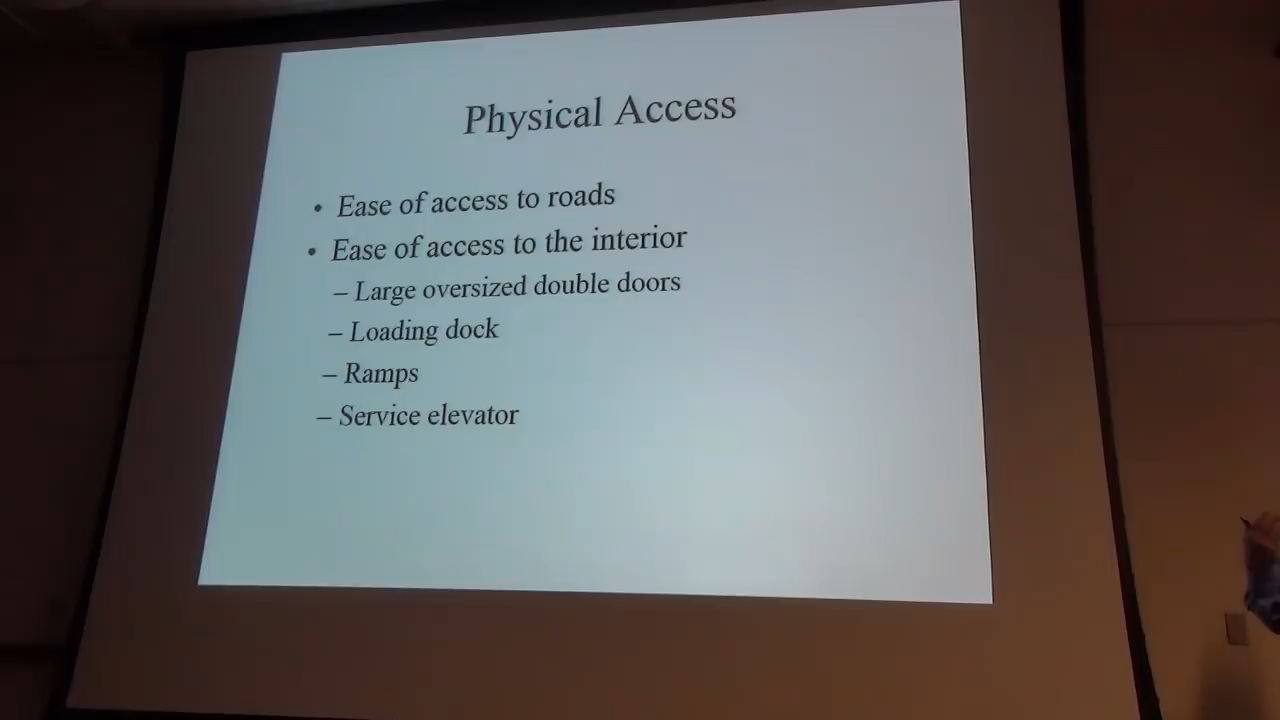 Physical Access
• Ease of access to roads
• Ease of access to the interior
– Large oversized double doors
– Loading dock
– Ramps
– Service elevator